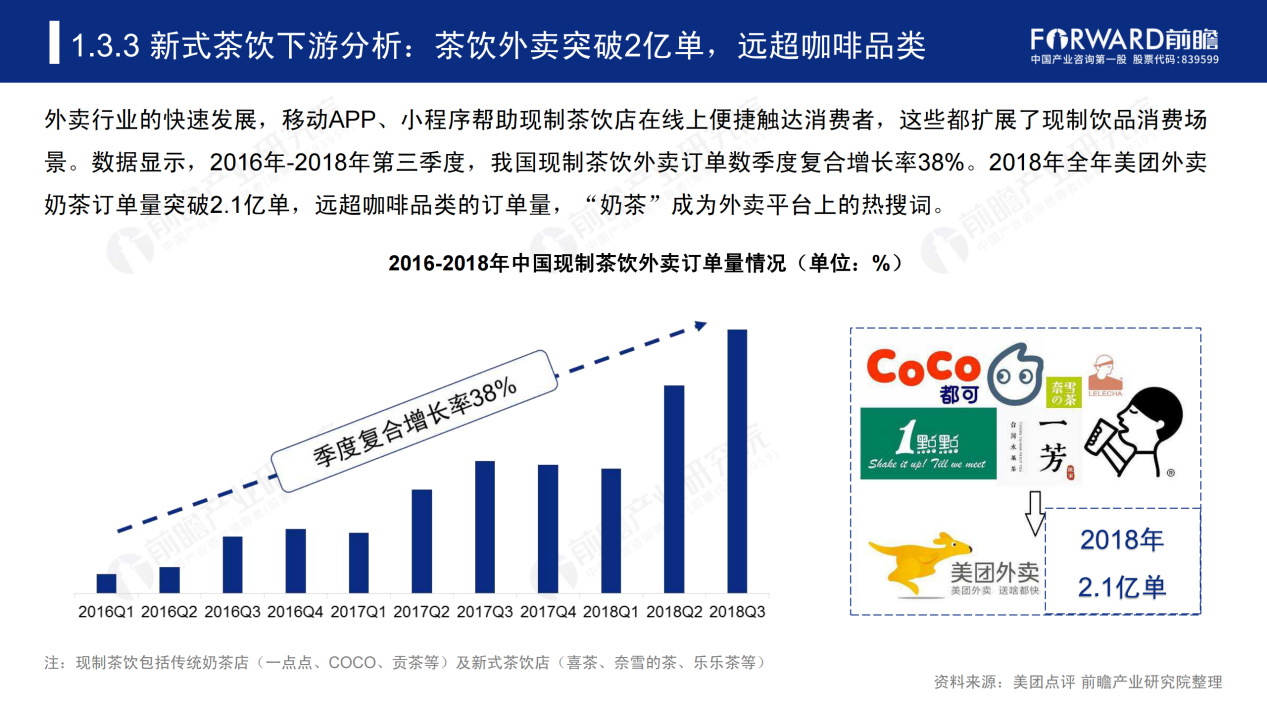 1.3.3 新式茶饮下游分析：茶饮外卖突破2亿单，远超咖啡品类
FORWARD前瞻
中国产业咨询第一股 股票代码:839599
外卖行业的快速发展，移动APP、小程序帮助现制茶饮店在线上便捷触达消费者，这些都扩展了现制饮品消费场
景。数据显示，2016年-2018年第三季度，我国现制茶饮外卖订单数季度复合增长率38%。2018年全年美团外卖
奶茶订单量突破2.1亿单，远超咖啡品类的订单量，“奶茶”成为外卖平台上的热搜词。
2016-2018年中国现制茶饮外卖订单量情况（单位：%）
季度复合增长率38%
2016Q1 2016Q2 2016Q3 2016Q4 2017Q1 2017Q2 2017Q3 2017Q4 2018Q1 2018Q2 2018Q3
CoCo
都可
奈雪
の茶
LELECHA
1點點
Shake it up! Till we meet
一芳
台湾水菓茶
®
美团外卖
美团外卖 送啥都快
2018年
2.1亿单
注：现制茶饮包括传统奶茶店（一点点、COCO、贡茶等）及新式茶饮店（喜茶、奈雪的茶、乐乐茶等）
资料来源：美团点评 前瞻产业研究院整理
前瞻产业研究院